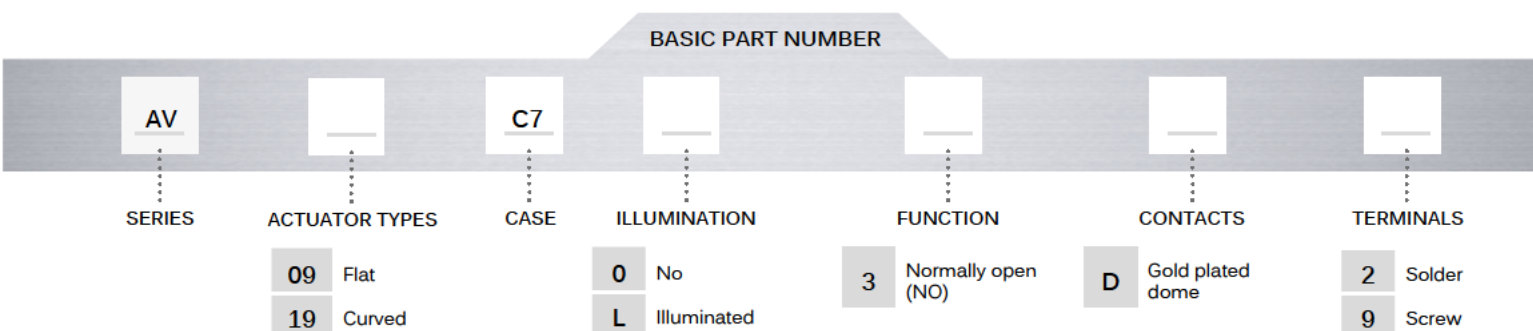 BASIC PART NUMBER
AV C7
SERIES ACTUATOR TYPES CASE ILLUMINATION FUNCTION CONTACTS TERMINALS
09 Flat 0 No 3 Normally open (NO) D Gold plated dome 2 Solder
19 Curved L Illuminated 9 Screw